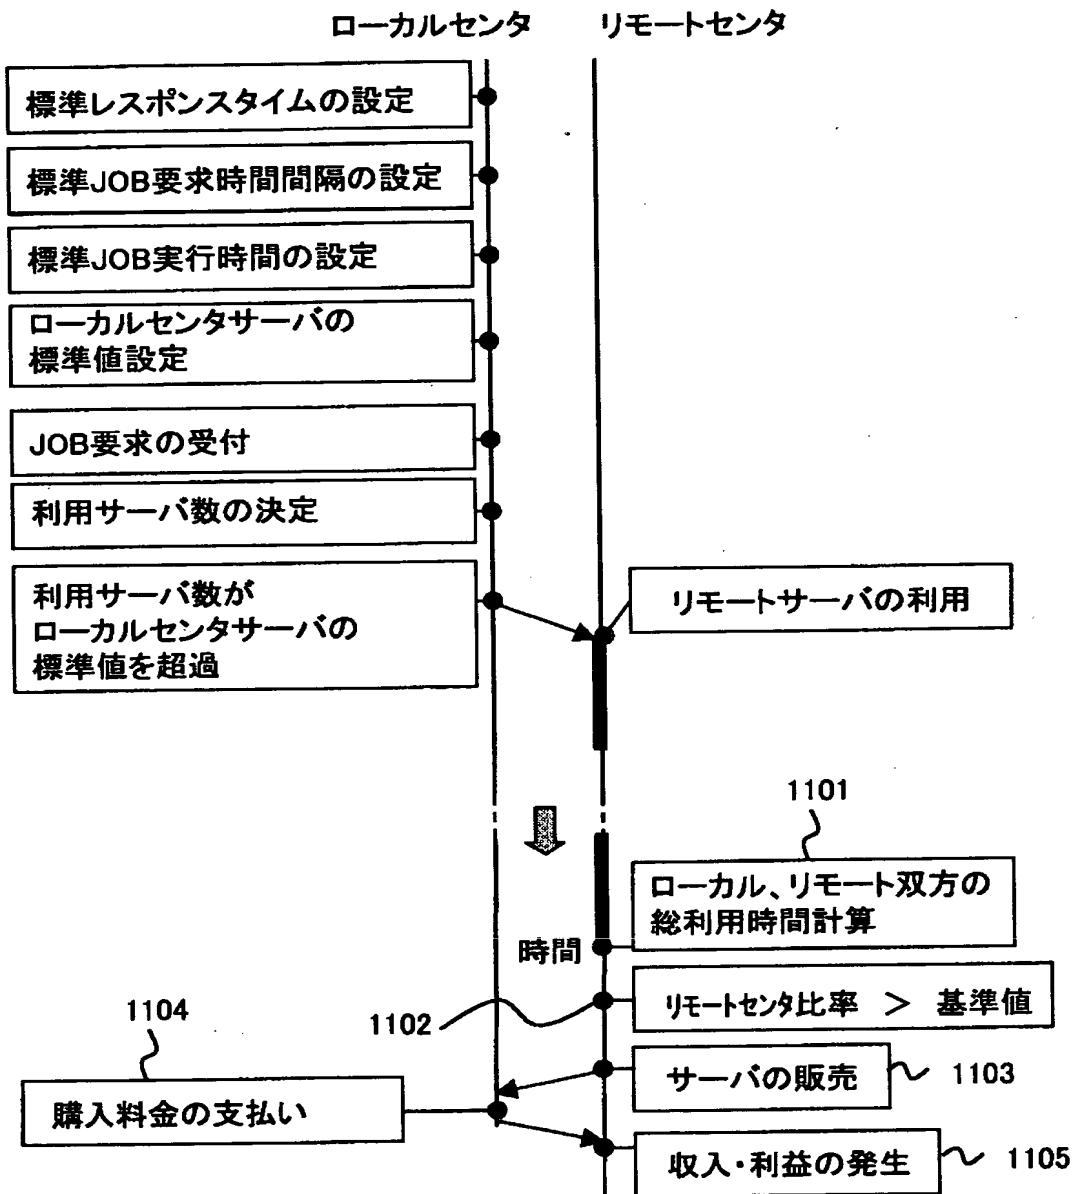 ローカルセンタ　リモートセンタ
標準レスポンスタイムの設定
標準JOB要求時間間隔の設定
標準JOB実行時間の設定
ローカルセンタサーバの
標準値設定
JOB要求の受付
利用サーバ数の決定
利用サーバ数が
ローカルセンタサーバの
標準値を超過
リモートサーバの利用
1101
ローカル、リモート双方の
総利用時間計算
時間
1102
リモートセンタ比率 ＞ 基準値
サーバの販売
1103
1104
購入料金の支払い
収入・利益の発生
1105